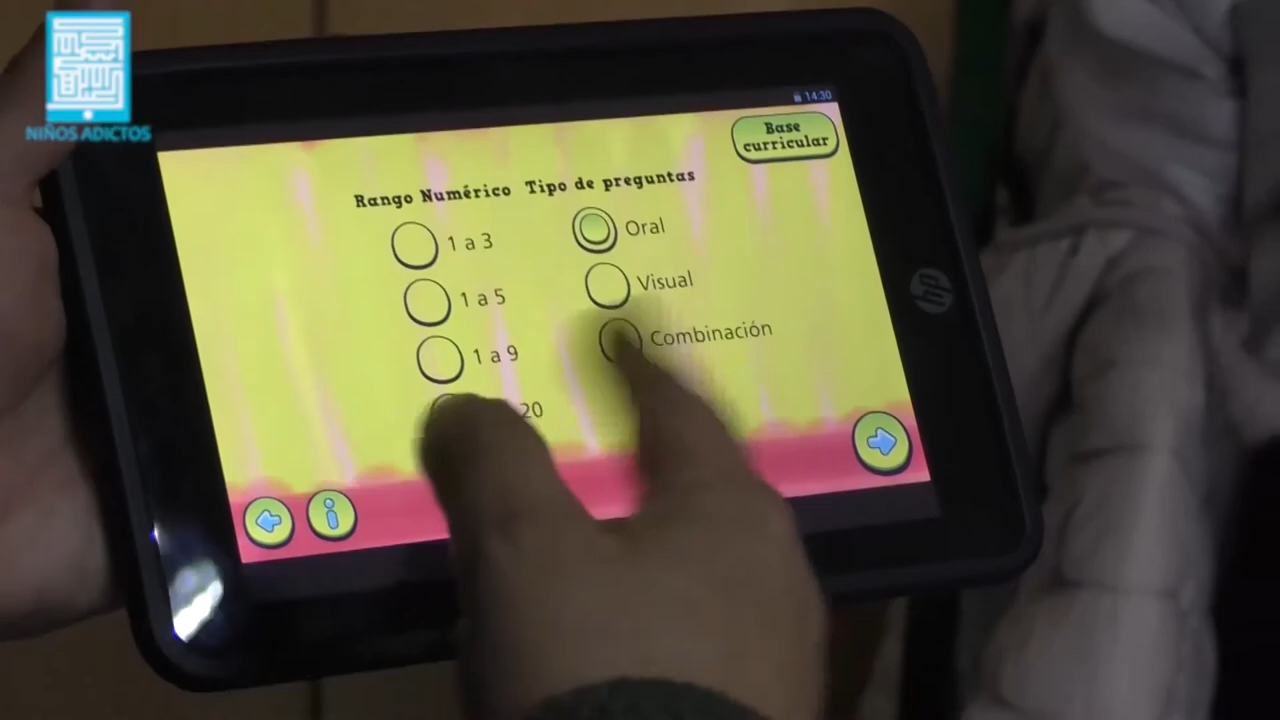 NIÑOS ADICTOS
14:30
Base
curricular
Rango Numérico Tipo de preguntas
1 a 3 Oral
1 a 5 Visual
1 a 9 Combinación
20
hp